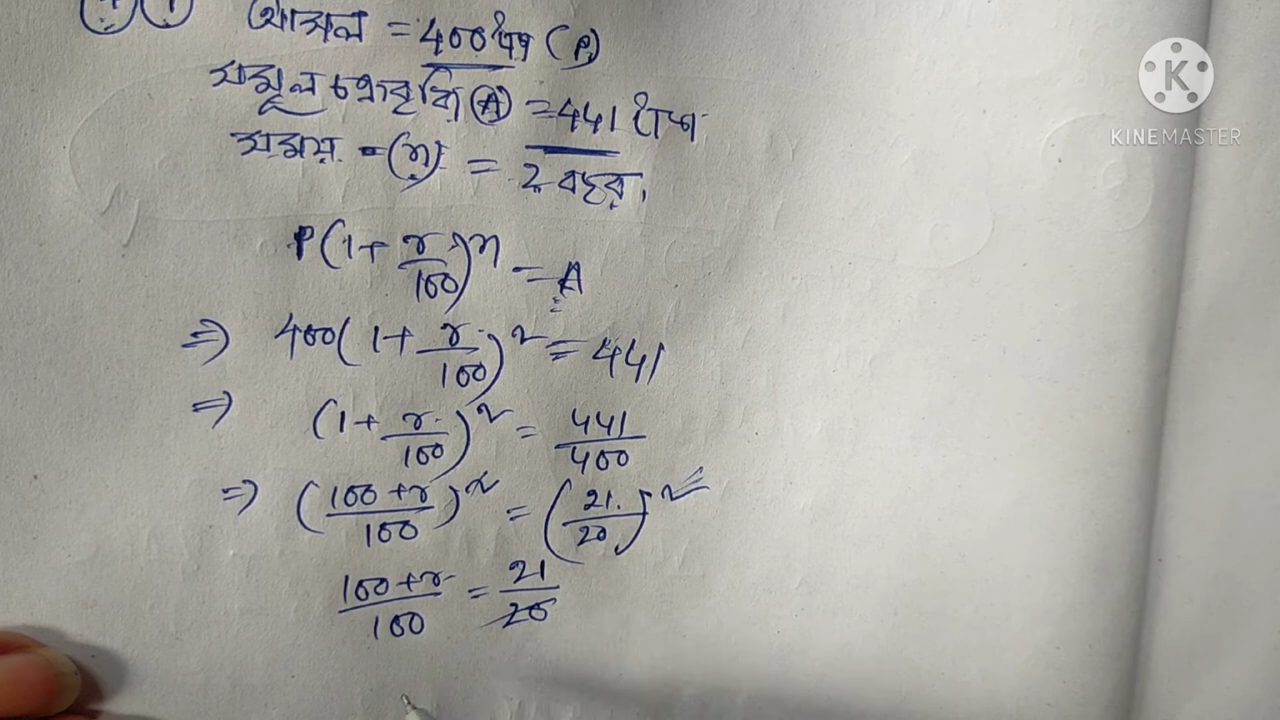 আসল = 400 টাকা (P)
সমূল চক্রবৃদ্ধি (A) = 441 টাকা
সময় - (n) = 2 বছর।
P(1 + r/100)^n = A
⇒ 400(1 + r/100)^2 = 441
⇒ (1 + r/100)^2 = 441/400
⇒ (100 + r/100)^2 = (21/20)^2
100 + r/100 = 21/20
K
KINEMASTER